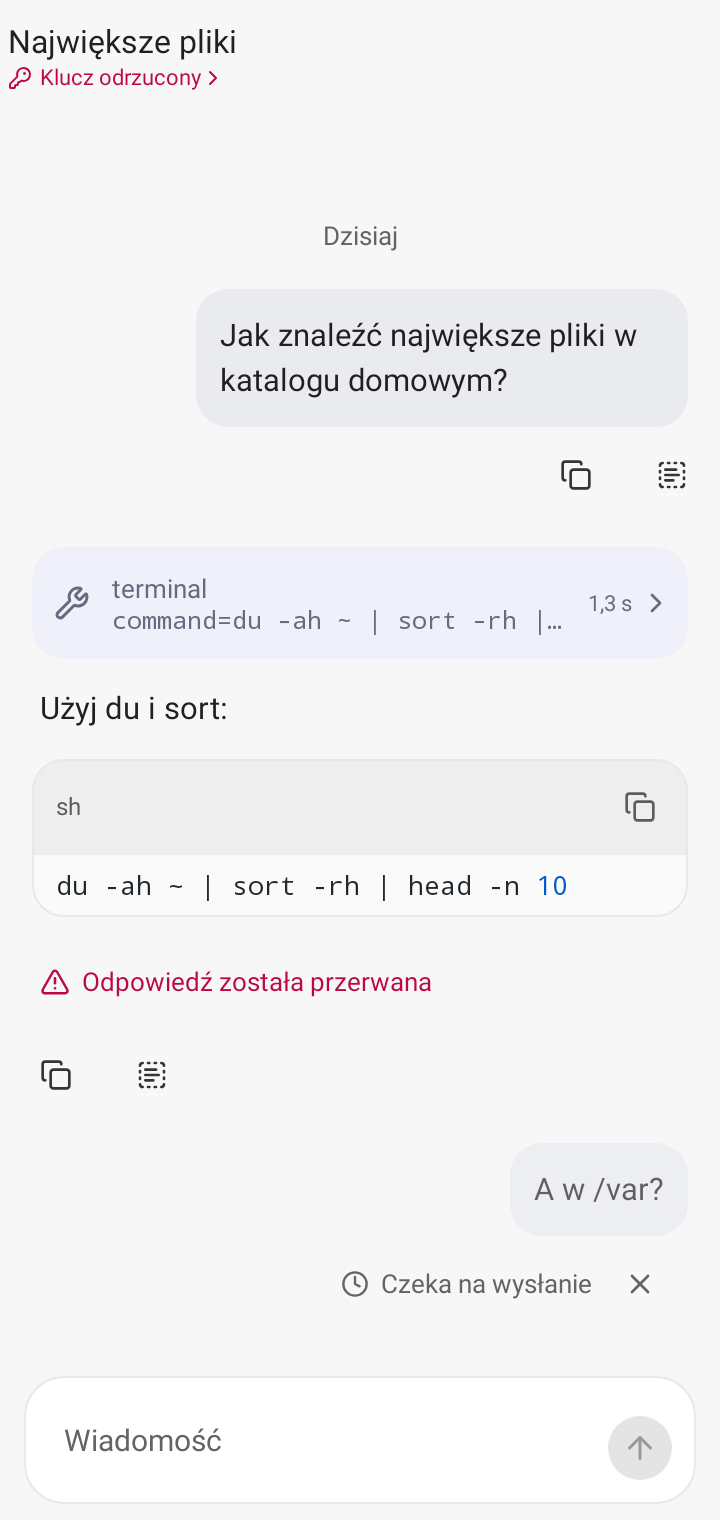 Największe pliki
Klucz odrzucony
Dzisiaj
Jak znaleźć największe pliki w
katalogu domowym?
terminal
command=du -ah ~ | sort -rh |…
1,3 s
Użyj du i sort:
sh
du -ah ~ | sort -rh | head -n 10
Odpowiedź została przerwana
A w /var?
Czeka na wysłanie
Wiadomość